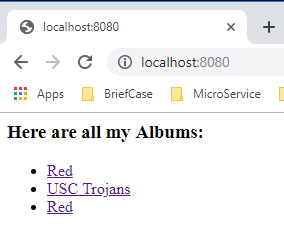 localhost:8080
localhost:8080
Apps BriefCase MicroService
Here are all my Albums:
Red
USC Trojans
Red